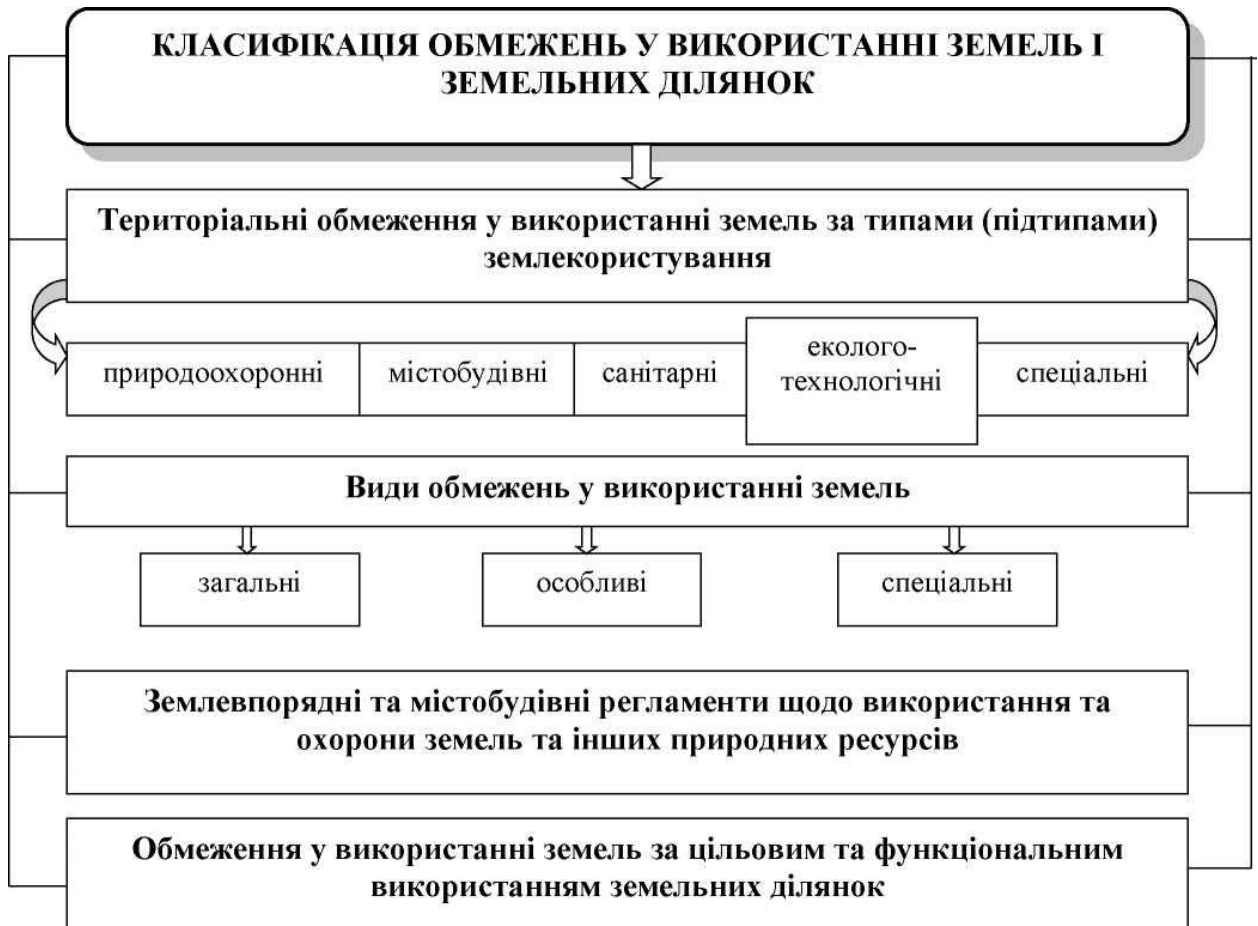 КЛАСИФІКАЦІЯ ОБМЕЖЕНЬ У ВИКОРИСТАННІ ЗЕМЕЛЬ І
ЗЕМЕЛЬНИХ ДІЛЯНОК
Територіальні обмеження у використанні земель за типами (підтипами)
землекористування
природоохоронні
містобудівні
санітарні
еколого-
технологічні
спеціальні
Види обмежень у використанні земель
загальні
особливі
спеціальні
Землевпорядні та містобудівні регламенти щодо використання та
охорони земель та інших природних ресурсів
Обмеження у використанні земель за цільовим та функціональним
використанням земельних ділянок